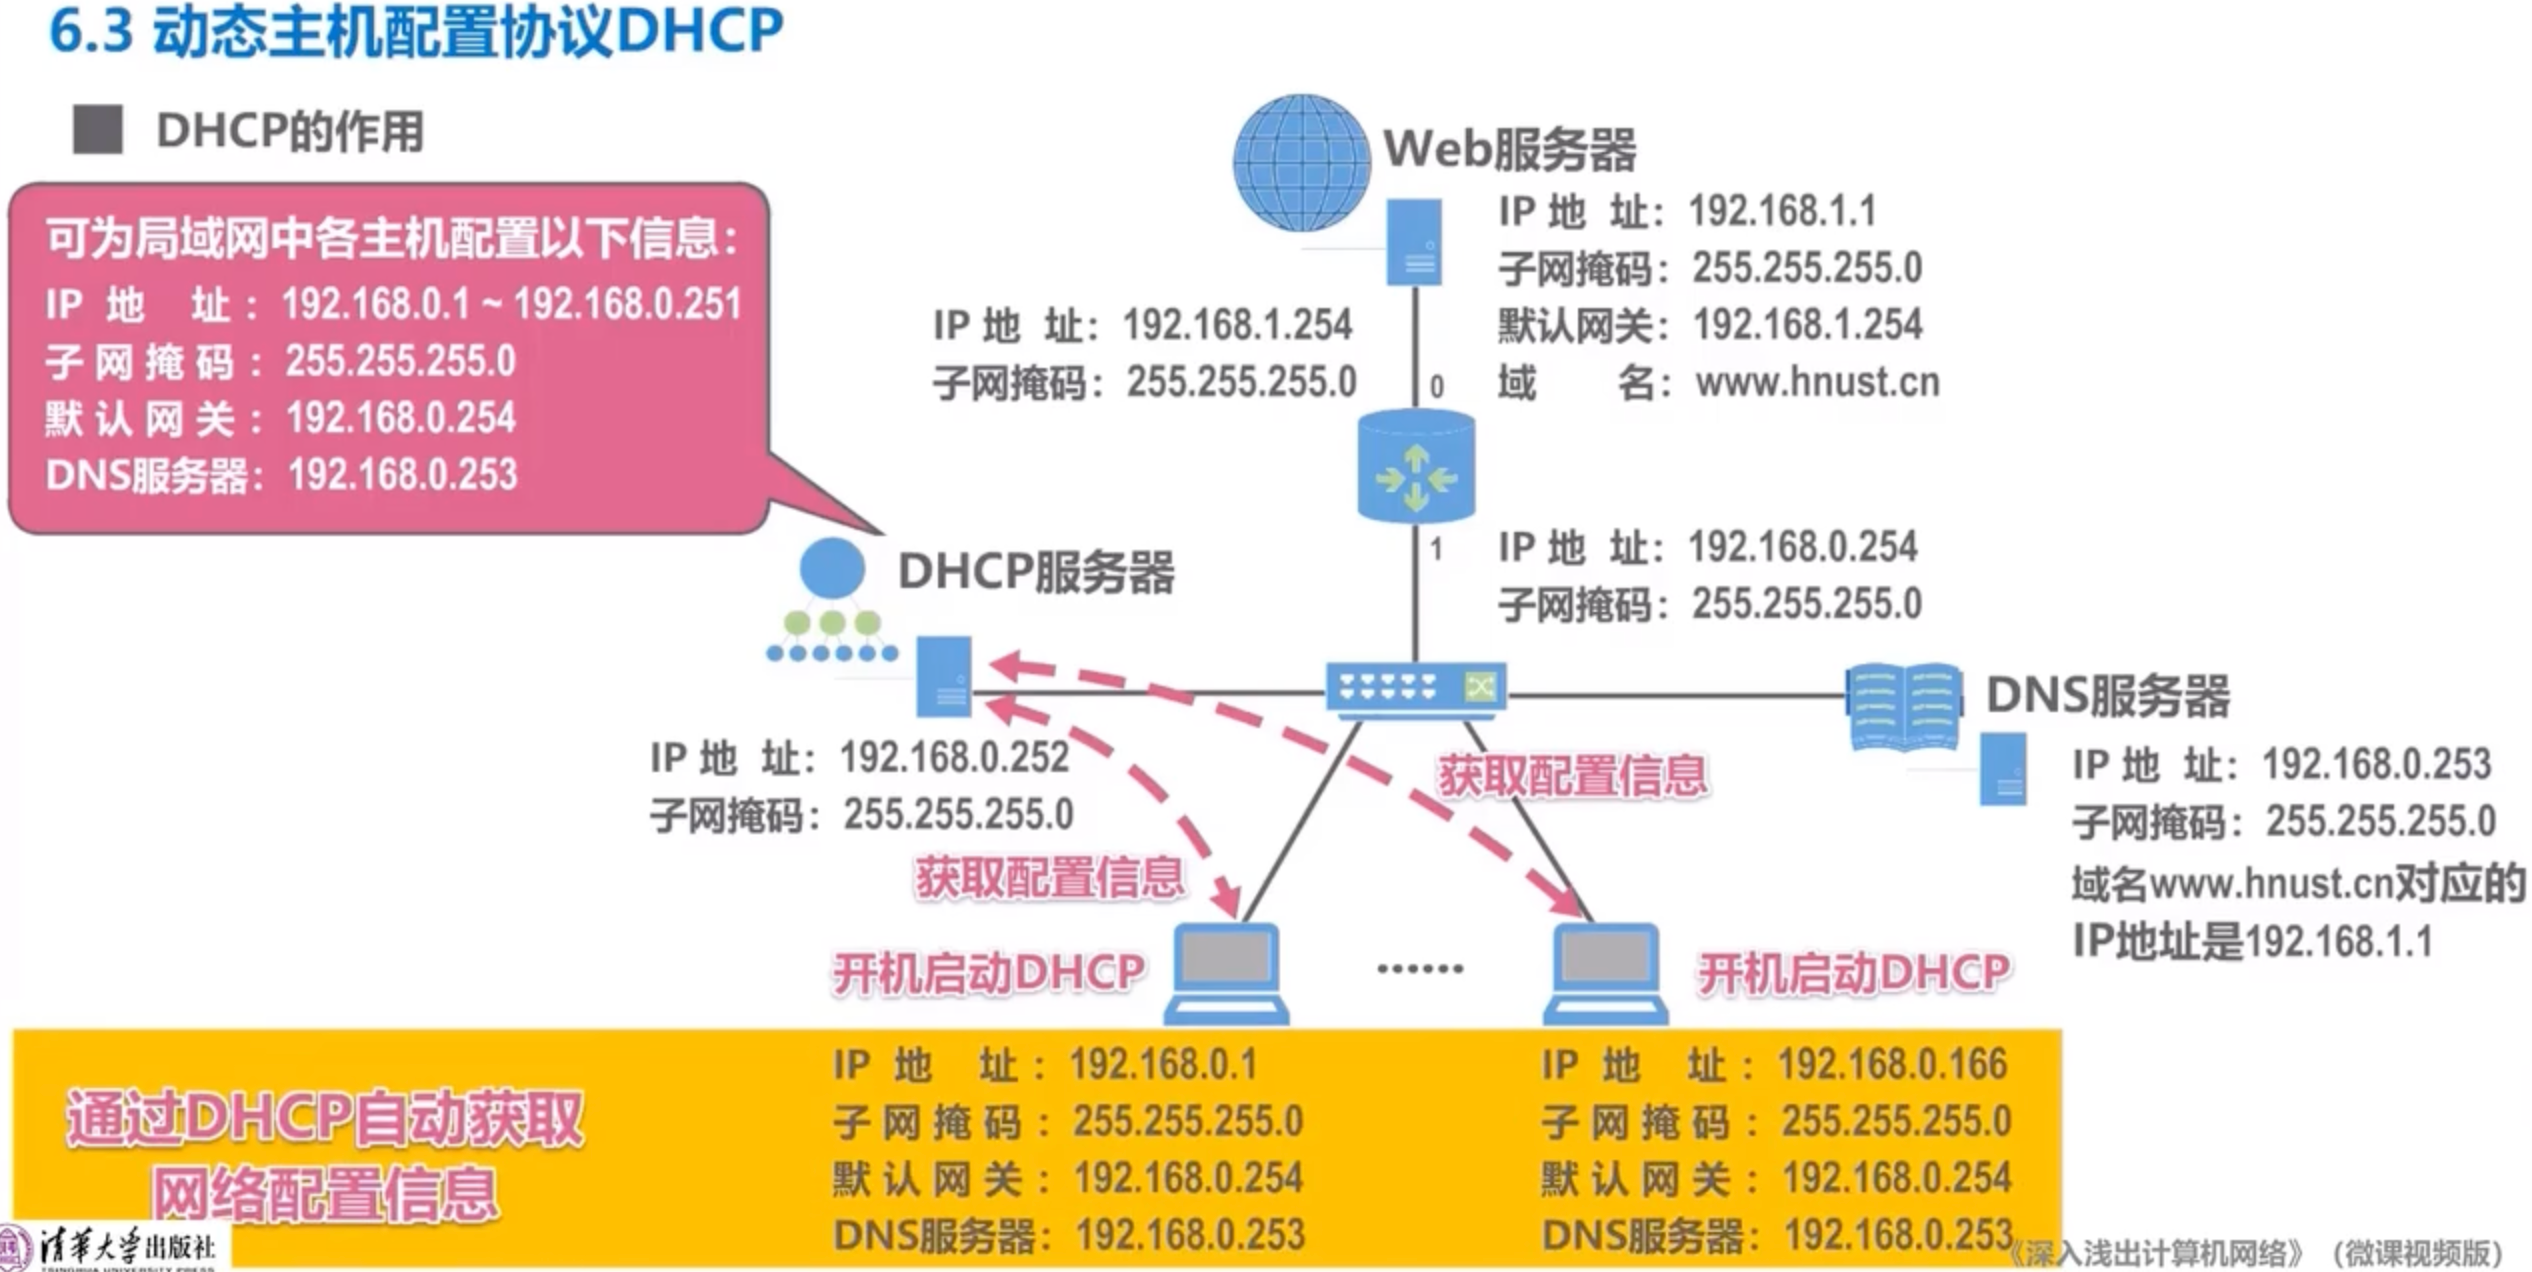 6.3 动态主机配置协议DHCP
DHCP的作用
可为局域网中各主机配置以下信息：
IP 地 址：192.168.0.1 ~ 192.168.0.251
子网掩码：255.255.255.0
默认网关：192.168.0.254
DNS服务器：192.168.0.253
Web服务器
IP 地 址：192.168.1.1
子网掩码：255.255.255.0
默认网关：192.168.1.254
域 名：www.hnust.cn
IP 地 址：192.168.1.254
子网掩码：255.255.255.0
0
1
IP 地 址：192.168.0.254
子网掩码：255.255.255.0
DHCP服务器
IP 地 址：192.168.0.252
子网掩码：255.255.255.0
DNS服务器
IP 地 址：192.168.0.253
子网掩码：255.255.255.0
域名www.hnust.cn对应的
IP地址是192.168.1.1
获取配置信息
获取配置信息
开机启动DHCP
······
开机启动DHCP
通过DHCP自动获取
网络配置信息
IP 地 址：192.168.0.1
子网掩码：255.255.255.0
默认网关：192.168.0.254
DNS服务器：192.168.0.253
IP 地 址：192.168.0.166
子网掩码：255.255.255.0
默认网关：192.168.0.254
DNS服务器：192.168.0.253
清华大学出版社
TSINGHUA UNIVERSITY PRESS
《深入浅出计算机网络》（微课视频版）